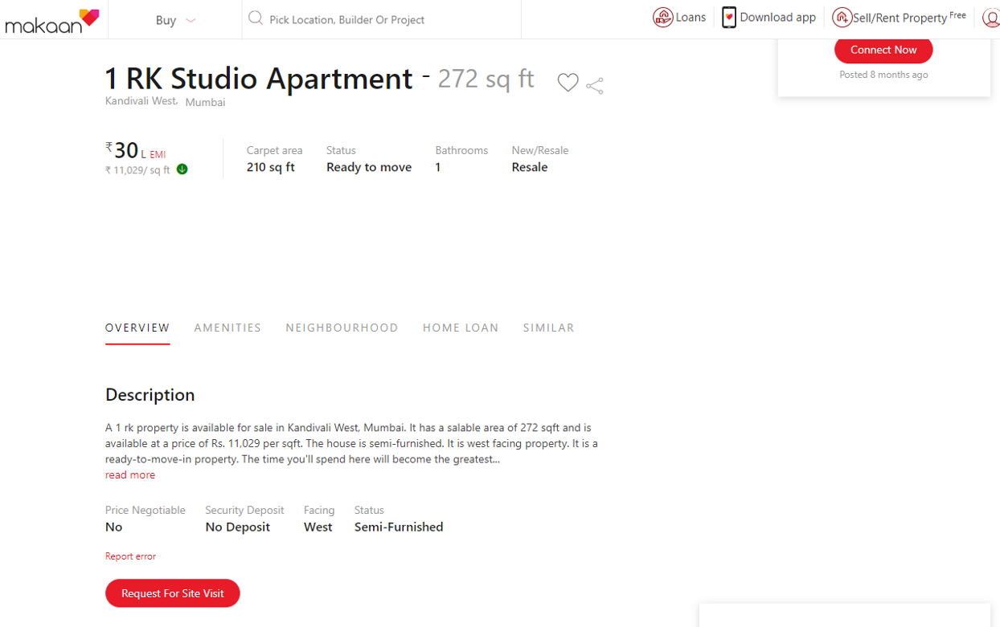 makaan
Buy
Pick Location, Builder Or Project
Loans
Download app
Sell/Rent Property Free
Connect Now
Posted 8 months ago
1 RK Studio Apartment - 272 sq ft
Kandivali West, Mumbai
₹30 L EMI
₹ 11,029/ sq ft
Carpet area
210 sq ft
Status
Ready to move
Bathrooms
1
New/Resale
Resale
OVERVIEW AMENITIES NEIGHBOURHOOD HOME LOAN SIMILAR
Description
A 1 rk property is available for sale in Kandivali West, Mumbai. It has a salable area of 272 sqft and is
available at a price of Rs. 11,029 per sqft. The house is semi-furnished. It is west facing property. It is a
ready-to-move-in property. The time you'll spend here will become the greatest...
read more
Price Negotiable
No
Security Deposit
No Deposit
Facing
West
Status
Semi-Furnished
Report error
Request For Site Visit